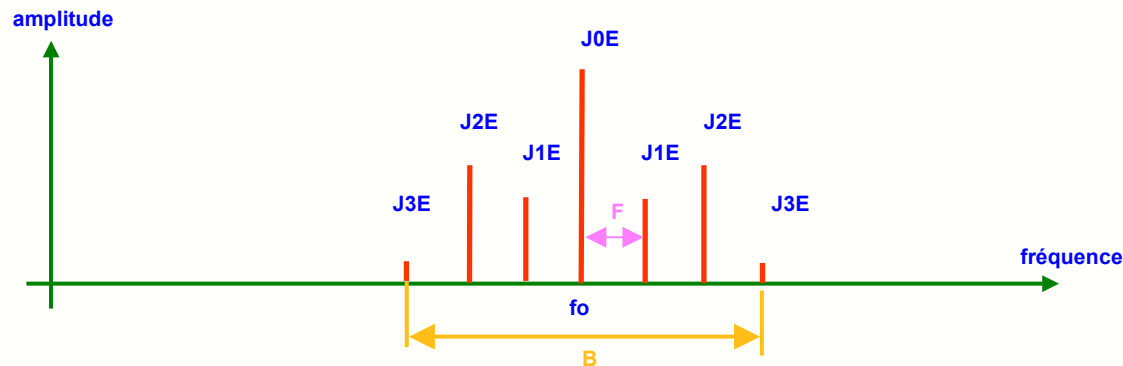 amplitude
J0E
J2E
J2E
J1E
J1E
J3E
F
J3E
fréquence
fo
B